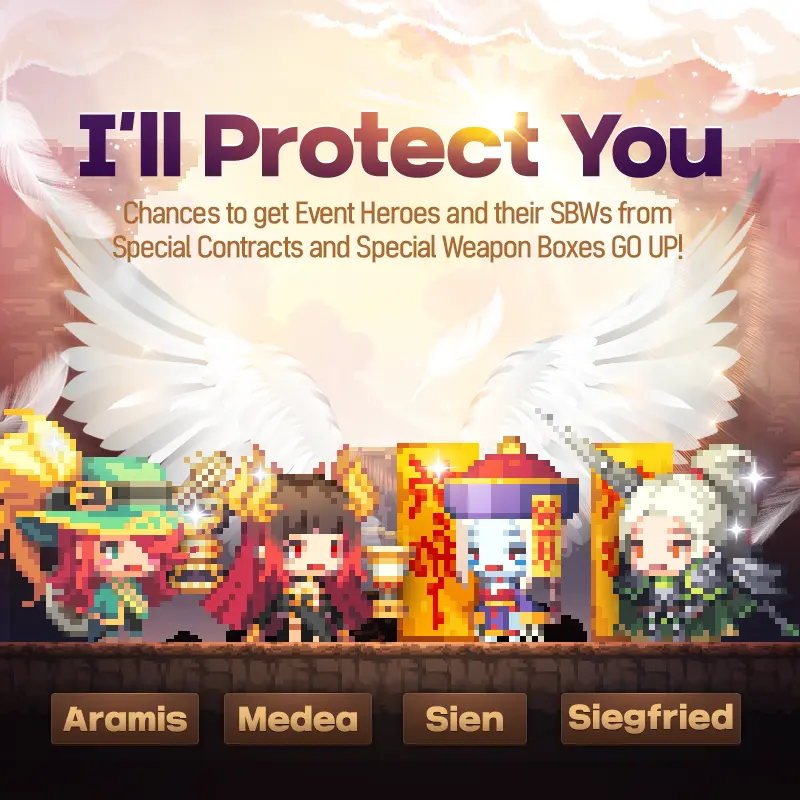 I'll Protect You
Chances to get Event Heroes and their SBWs from
Special Contracts and Special Weapon Boxes GO UP!
Aramis
Medea
Sien
Siegfried